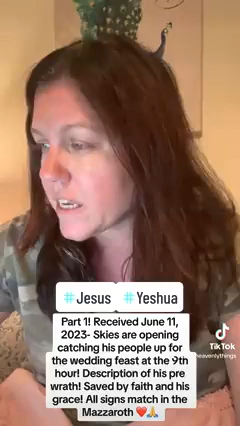 #Jesus #Yeshua
Part 1! Received June 11,
2023- Skies are opening
catching his people up for
the wedding feast at the 9th
hour! Description of his pre
wrath! Saved by faith and his
grace! All signs match in the
Mazzaroth ❤️🙏
TikTok
heavenlythings